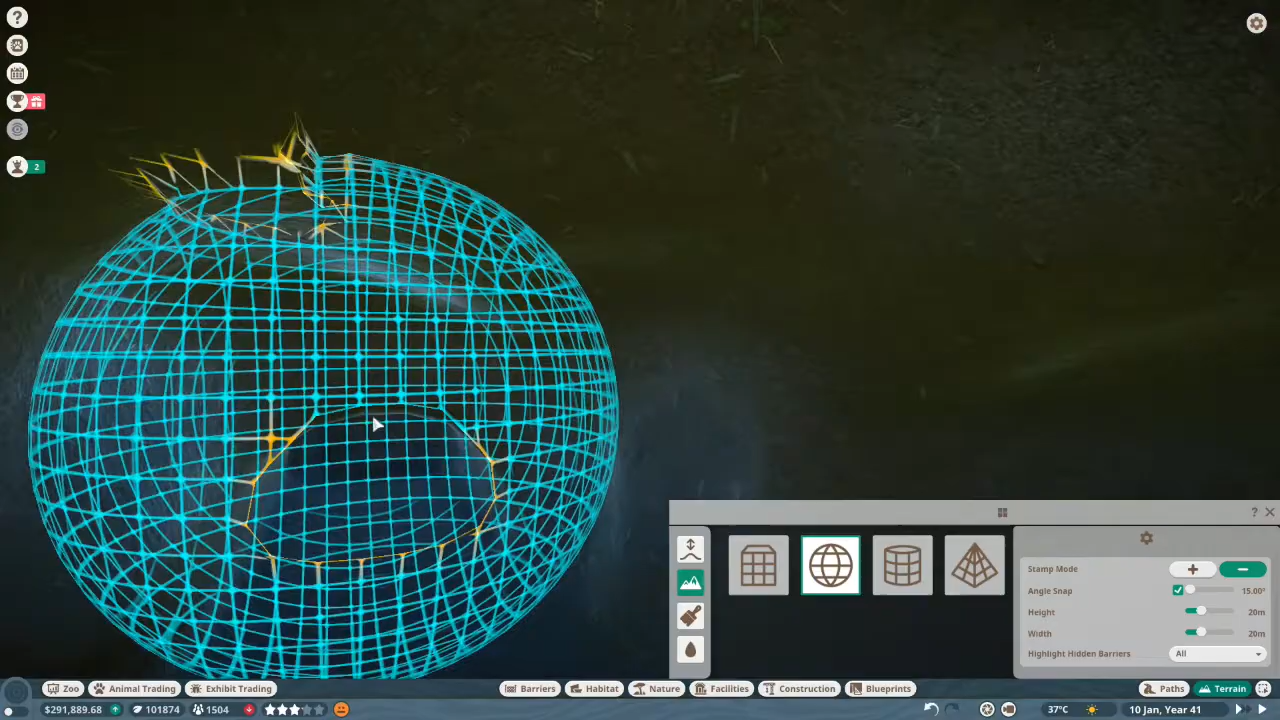 ?
2
? ×
Stamp Mode + −
Angle Snap 15.00°
Height 20m
Width 20m
Highlight Hidden Barriers All
Zoo Animal Trading Exhibit Trading Barriers Habitat Nature Facilities Construction Blueprints Paths Terrain
$291,889.68 101874 1504 37°C 10 Jan, Year 41